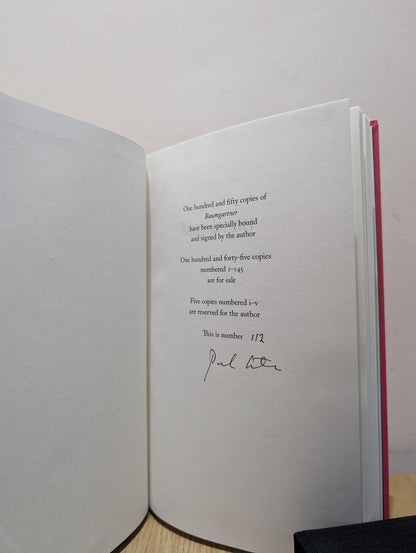 One hundred and fifty copies of
Baumgartner
have been specially bound
and signed by the author
One hundred and forty-five copies
numbered 1–145
are for sale
Five copies numbered i–v
are reserved for the author
This is number 112